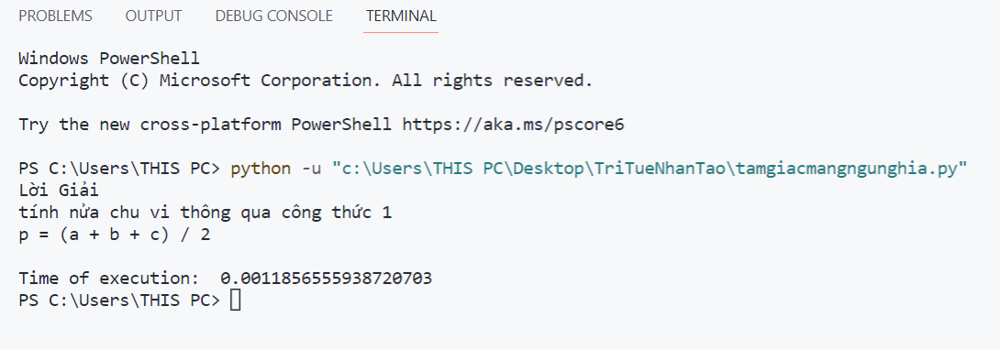 PROBLEMS OUTPUT DEBUG CONSOLE TERMINAL
Windows PowerShell
Copyright (C) Microsoft Corporation. All rights reserved.
Try the new cross-platform PowerShell https://aka.ms/pscore6
PS C:\Users\THIS PC> python -u "c:\Users\THIS PC\Desktop\TriTueNhanTao\tamgiacmangngunghia.py"
Lời Giải
tính nửa chu vi thông qua công thức 1
p = (a + b + c) / 2
Time of execution:  0.0011856555938720703
PS C:\Users\THIS PC>